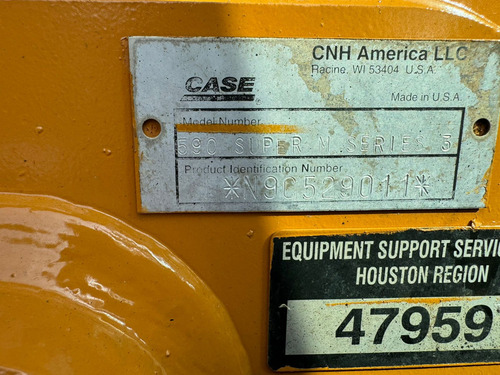 CNH America LLC
Racine, WI 53404 U.S.A.
CASE
Made in U.S.A.
Model Number
590 SUPER M SERIES 3
Product Identification Number
*N9C529011*
EQUIPMENT SUPPORT SERVIC
HOUSTON REGION
47959